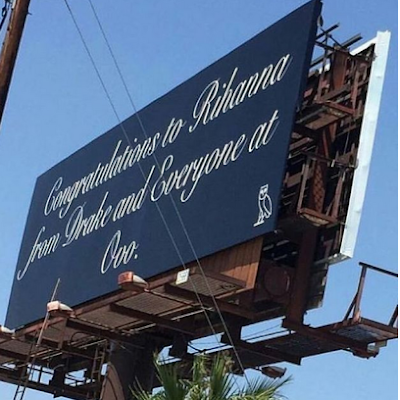 Congratulations to Rihanna
from Drake and Everyone at
Ovo.